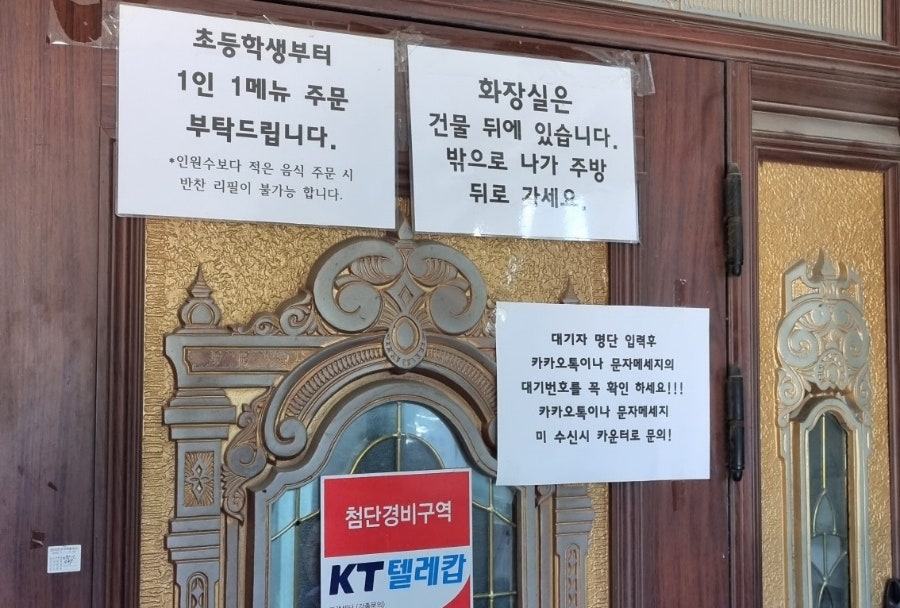 초등학생부터
1인 1메뉴 주문
부탁드립니다.
*인원수보다 적은 음식 주문 시
반찬 리필이 불가능 합니다.
화장실은
건물 뒤에 있습니다.
밖으로 나가 주방
뒤로 가세요.
대기자 명단 입력후
카카오톡이나 문자메세지의
대기번호를 꼭 확인 하세요!!!
카카오톡이나 문자메세지
미 수신시 카운터로 문의!
첨단경비구역
KT텔레캅